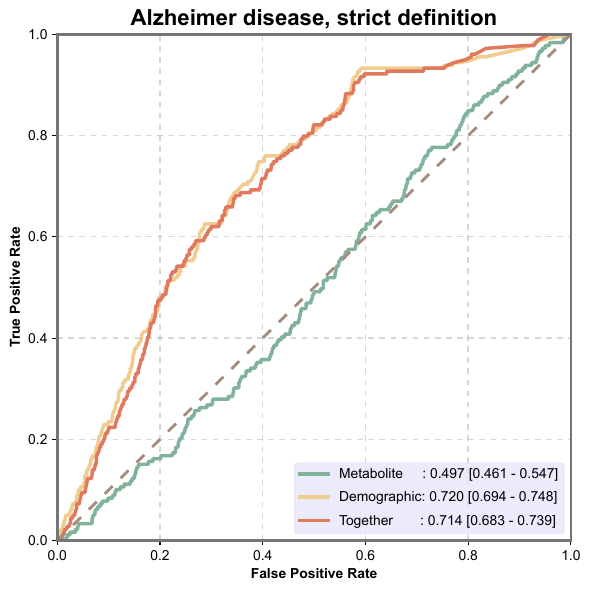 Alzheimer disease, strict definition
True Positive Rate
1.0
0.8
0.6
0.4
0.2
0.0
Metabolite : 0.497 [0.461 - 0.547]
Demographic: 0.720 [0.694 - 0.748]
Together : 0.714 [0.683 - 0.739]
0.0 0.2 0.4 0.6 0.8 1.0
False Positive Rate